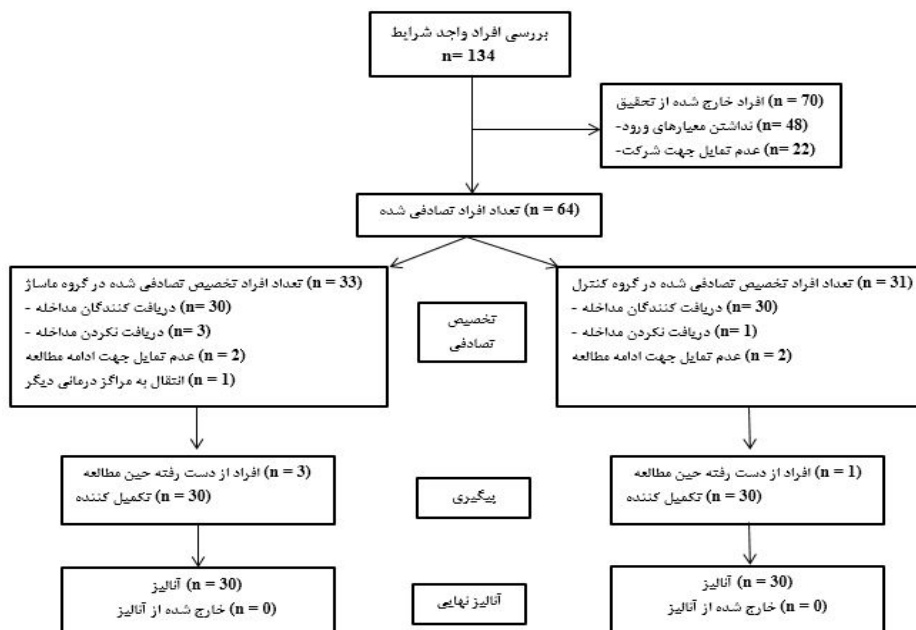 بررسی افراد واجد شرایط
n= 134
افراد خارج شده از تحقیق (n = 70)
-نداشتن معیارهای ورود (n= 48)
-عدم تمایل جهت شرکت (n= 22)
تعداد افراد تصادفی شده (n = 64)
تعداد افراد تخصیص تصادفی شده در گروه کنترل (n = 31)
- دریافت کنندگان مداخله (n= 30)
- دریافت نکردن مداخله (n= 1)
عدم تمایل جهت ادامه مطالعه (n = 2)
تخصیص
تصادفی
تعداد افراد تخصیص تصادفی شده در گروه ماساژ (n = 33)
- دریافت کنندگان مداخله (n= 30)
- دریافت نکردن مداخله (n= 3)
عدم تمایل جهت ادامه مطالعه (n = 2)
انتقال به مراگز درمانی دیگر (n = 1)
افراد از دست رفته حین مطالعه (n = 1)
تکمیل کننده (n = 30)
پیگیری
افراد از دست رفته حین مطالعه (n = 3)
تکمیل کننده (n = 30)
آنالیز (n = 30)
خارج شده از آنالیز (n = 0)
آنالیز نهایی
آنالیز (n = 30)
خارج شده از آنالیز (n = 0)